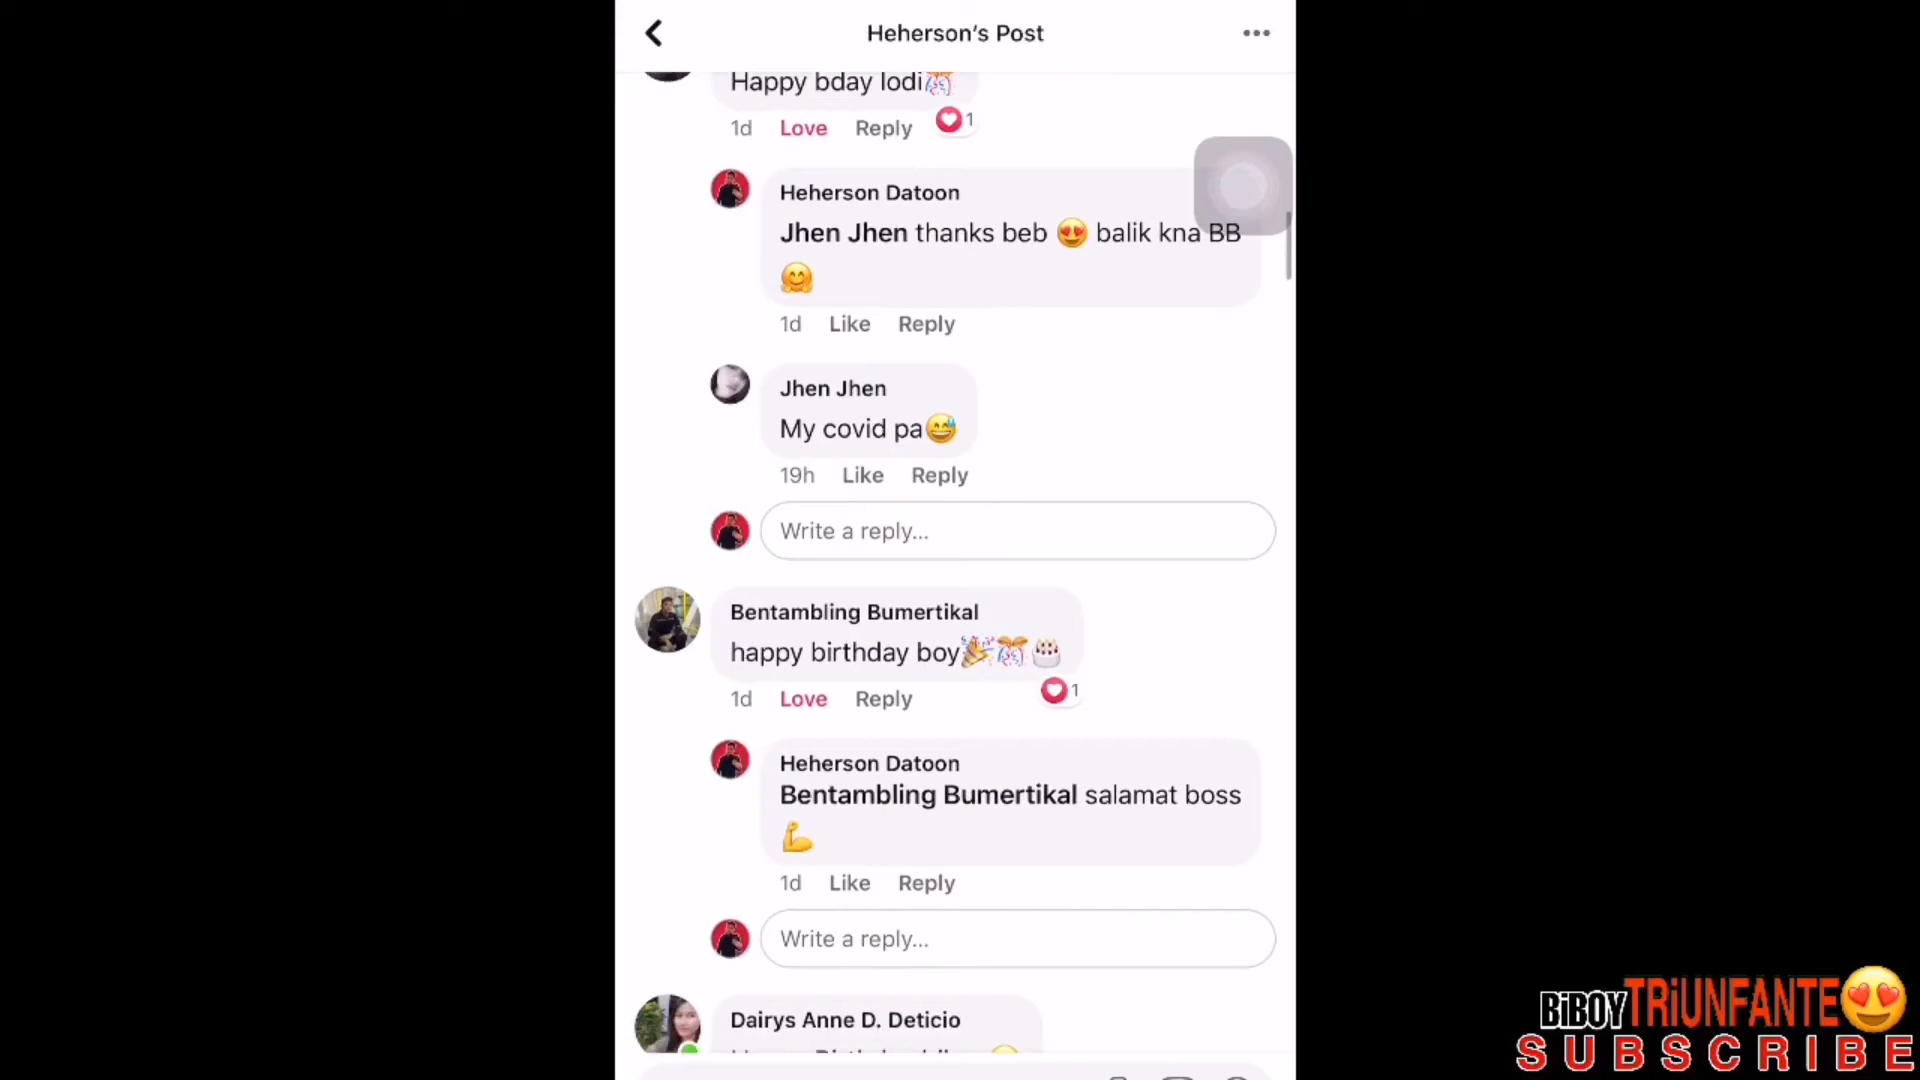 Heherson's Post
Happy bday lodi🎊
1d Love Reply 1
Heherson Datoon
Jhen Jhen thanks beb 😍 balik kna BB
🤗
1d Like Reply
Jhen Jhen
My covid pa😅
19h Like Reply
Write a reply...
Bentambling Bumertikal
happy birthday boy🎉🎊🎂
1d Love Reply 1
Heherson Datoon
Bentambling Bumertikal salamat boss
💪
1d Like Reply
Write a reply...
Dairys Anne D. Deticio
BiBOYTRiUNFANTE😍
SUBSCRIBE